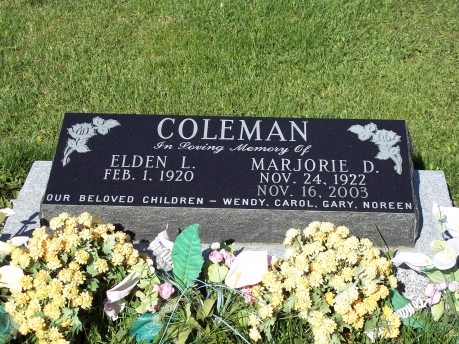 COLEMAN
In Loving Memory Of
ELDEN L. MARJORIE D.
FEB. 1. 1920 NOV. 24, 1922
NOV. 16, 2003
OUR BELOVED CHILDREN – WENDY, CAROL, GARY, NOREEN